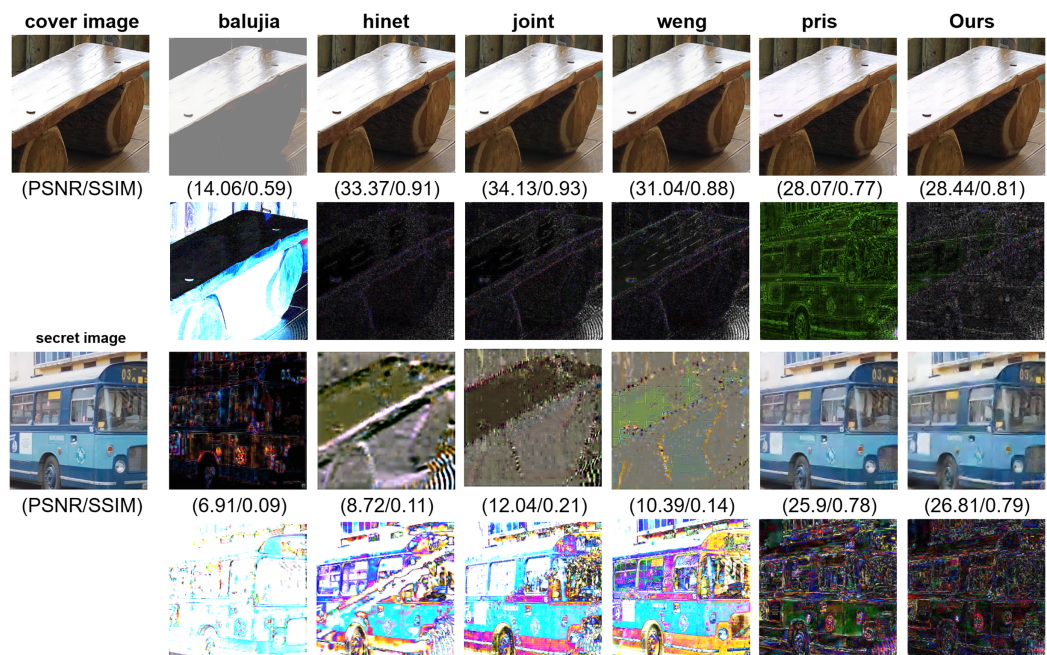 cover image balujia hinet joint weng pris Ours
(PSNR/SSIM) (14.06/0.59) (33.37/0.91) (34.13/0.93) (31.04/0.88) (28.07/0.77) (28.44/0.81)
secret image
(PSNR/SSIM) (6.91/0.09) (8.72/0.11) (12.04/0.21) (10.39/0.14) (25.9/0.78) (26.81/0.79)